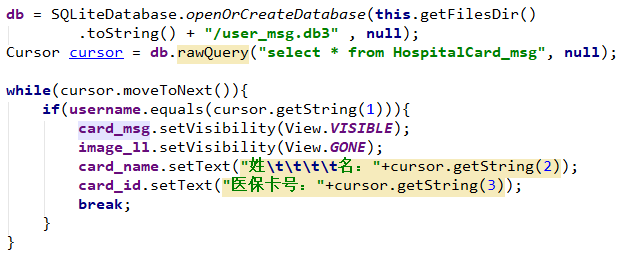 db = SQLiteDatabase.openOrCreateDatabase(this.getFilesDir()
        .toString() + "/user_msg.db3" , null);
Cursor cursor = db.rawQuery("select * from HospitalCard_msg", null);
while(cursor.moveToNext()){
    if(username.equals(cursor.getString(1))){
        card_msg.setVisibility(View.VISIBLE);
        image_ll.setVisibility(View.GONE);
        card_name.setText("姓\t\t\t\t名："+cursor.getString(2));
        card_id.setText("医保卡号："+cursor.getString(3));
        break;
    }
}